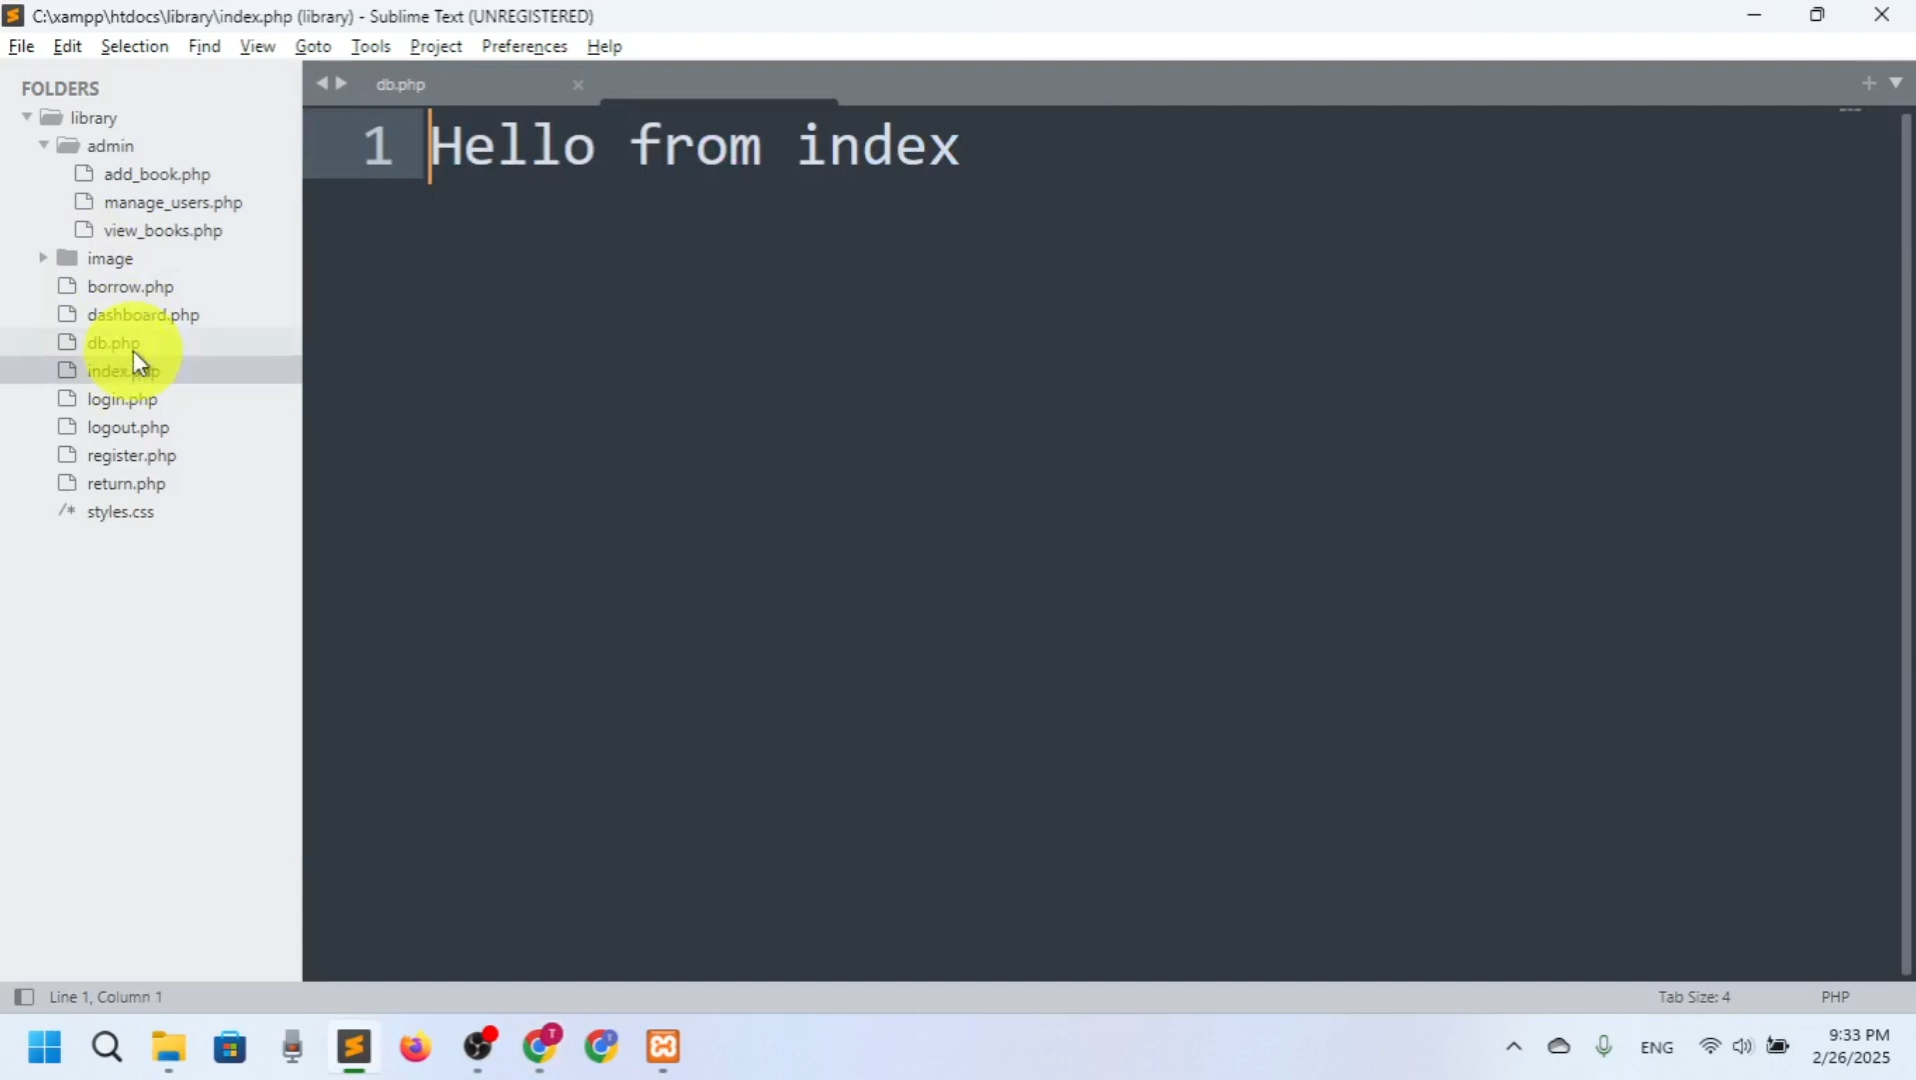 C:\xampp\htdocs\library\index.php (library) - Sublime Text (UNREGISTERED)
File Edit Selection Find View Goto Tools Project Preferences Help
FOLDERS
library
admin
add_book.php
manage_users.php
view_books.php
image
borrow.php
dashboard.php
db.php
index.php
login.php
logout.php
register.php
return.php
/* styles.css
db.php
1 Hello from index
Line 1, Column 1
Tab Size: 4
PHP
T
T
ENG
9:33 PM
2/26/2025